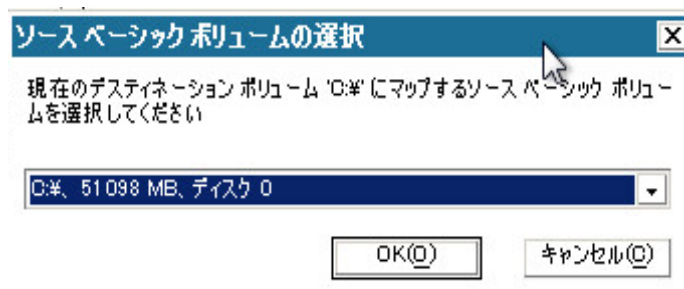 ソース ベーシック ボリュームの選択
現在のデスティネーション ボリューム 'C:¥' にマップするソース ベーシック ボリュー
ムを選択してください
C:¥、51098 MB、ディスク 0
OK(O)
キャンセル(C)